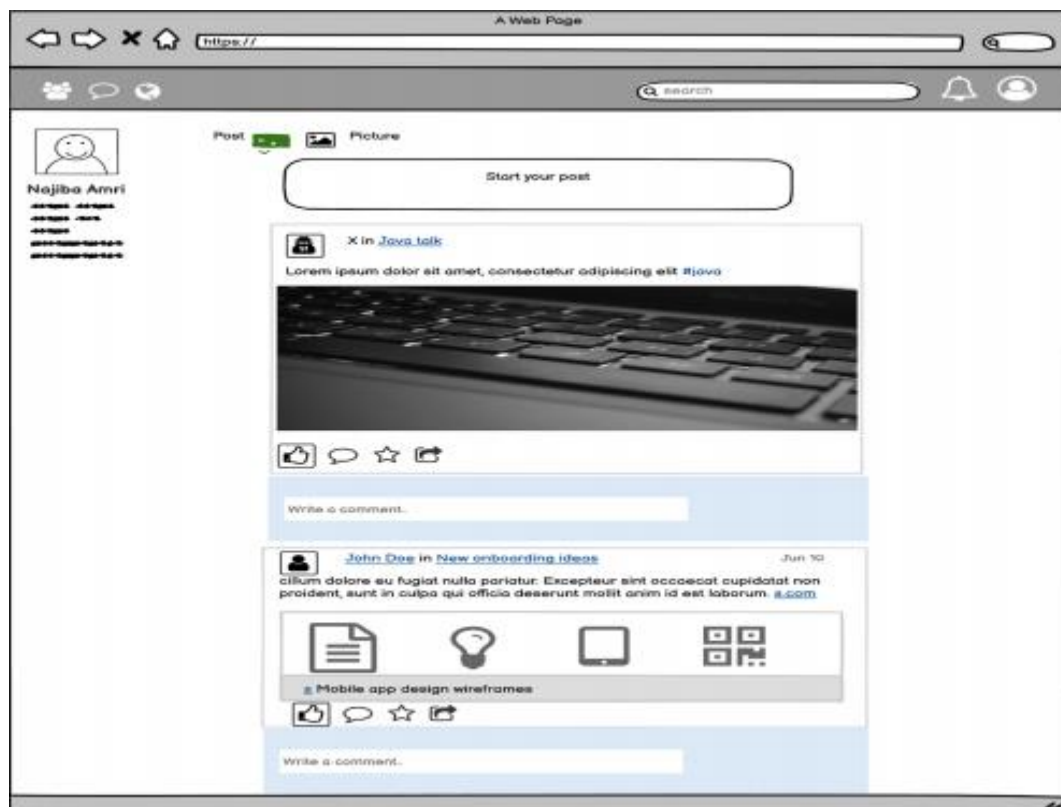 A Web Page
https://
search
Post Picture
Najiba Amri
Start your post
X in Java talk
Lorem ipsum dolor sit amet, consectetur adipiscing elit #java
Write a comment..
John Doe in New onboarding ideas Jun 10
cillum dolore eu fugiat nulla pariatur. Excepteur sint occaecat cupidatat non
proident, sunt in culpa qui officia deserunt mollit anim id est laborum. a.com
Mobile app design wireframes
Write a comment..